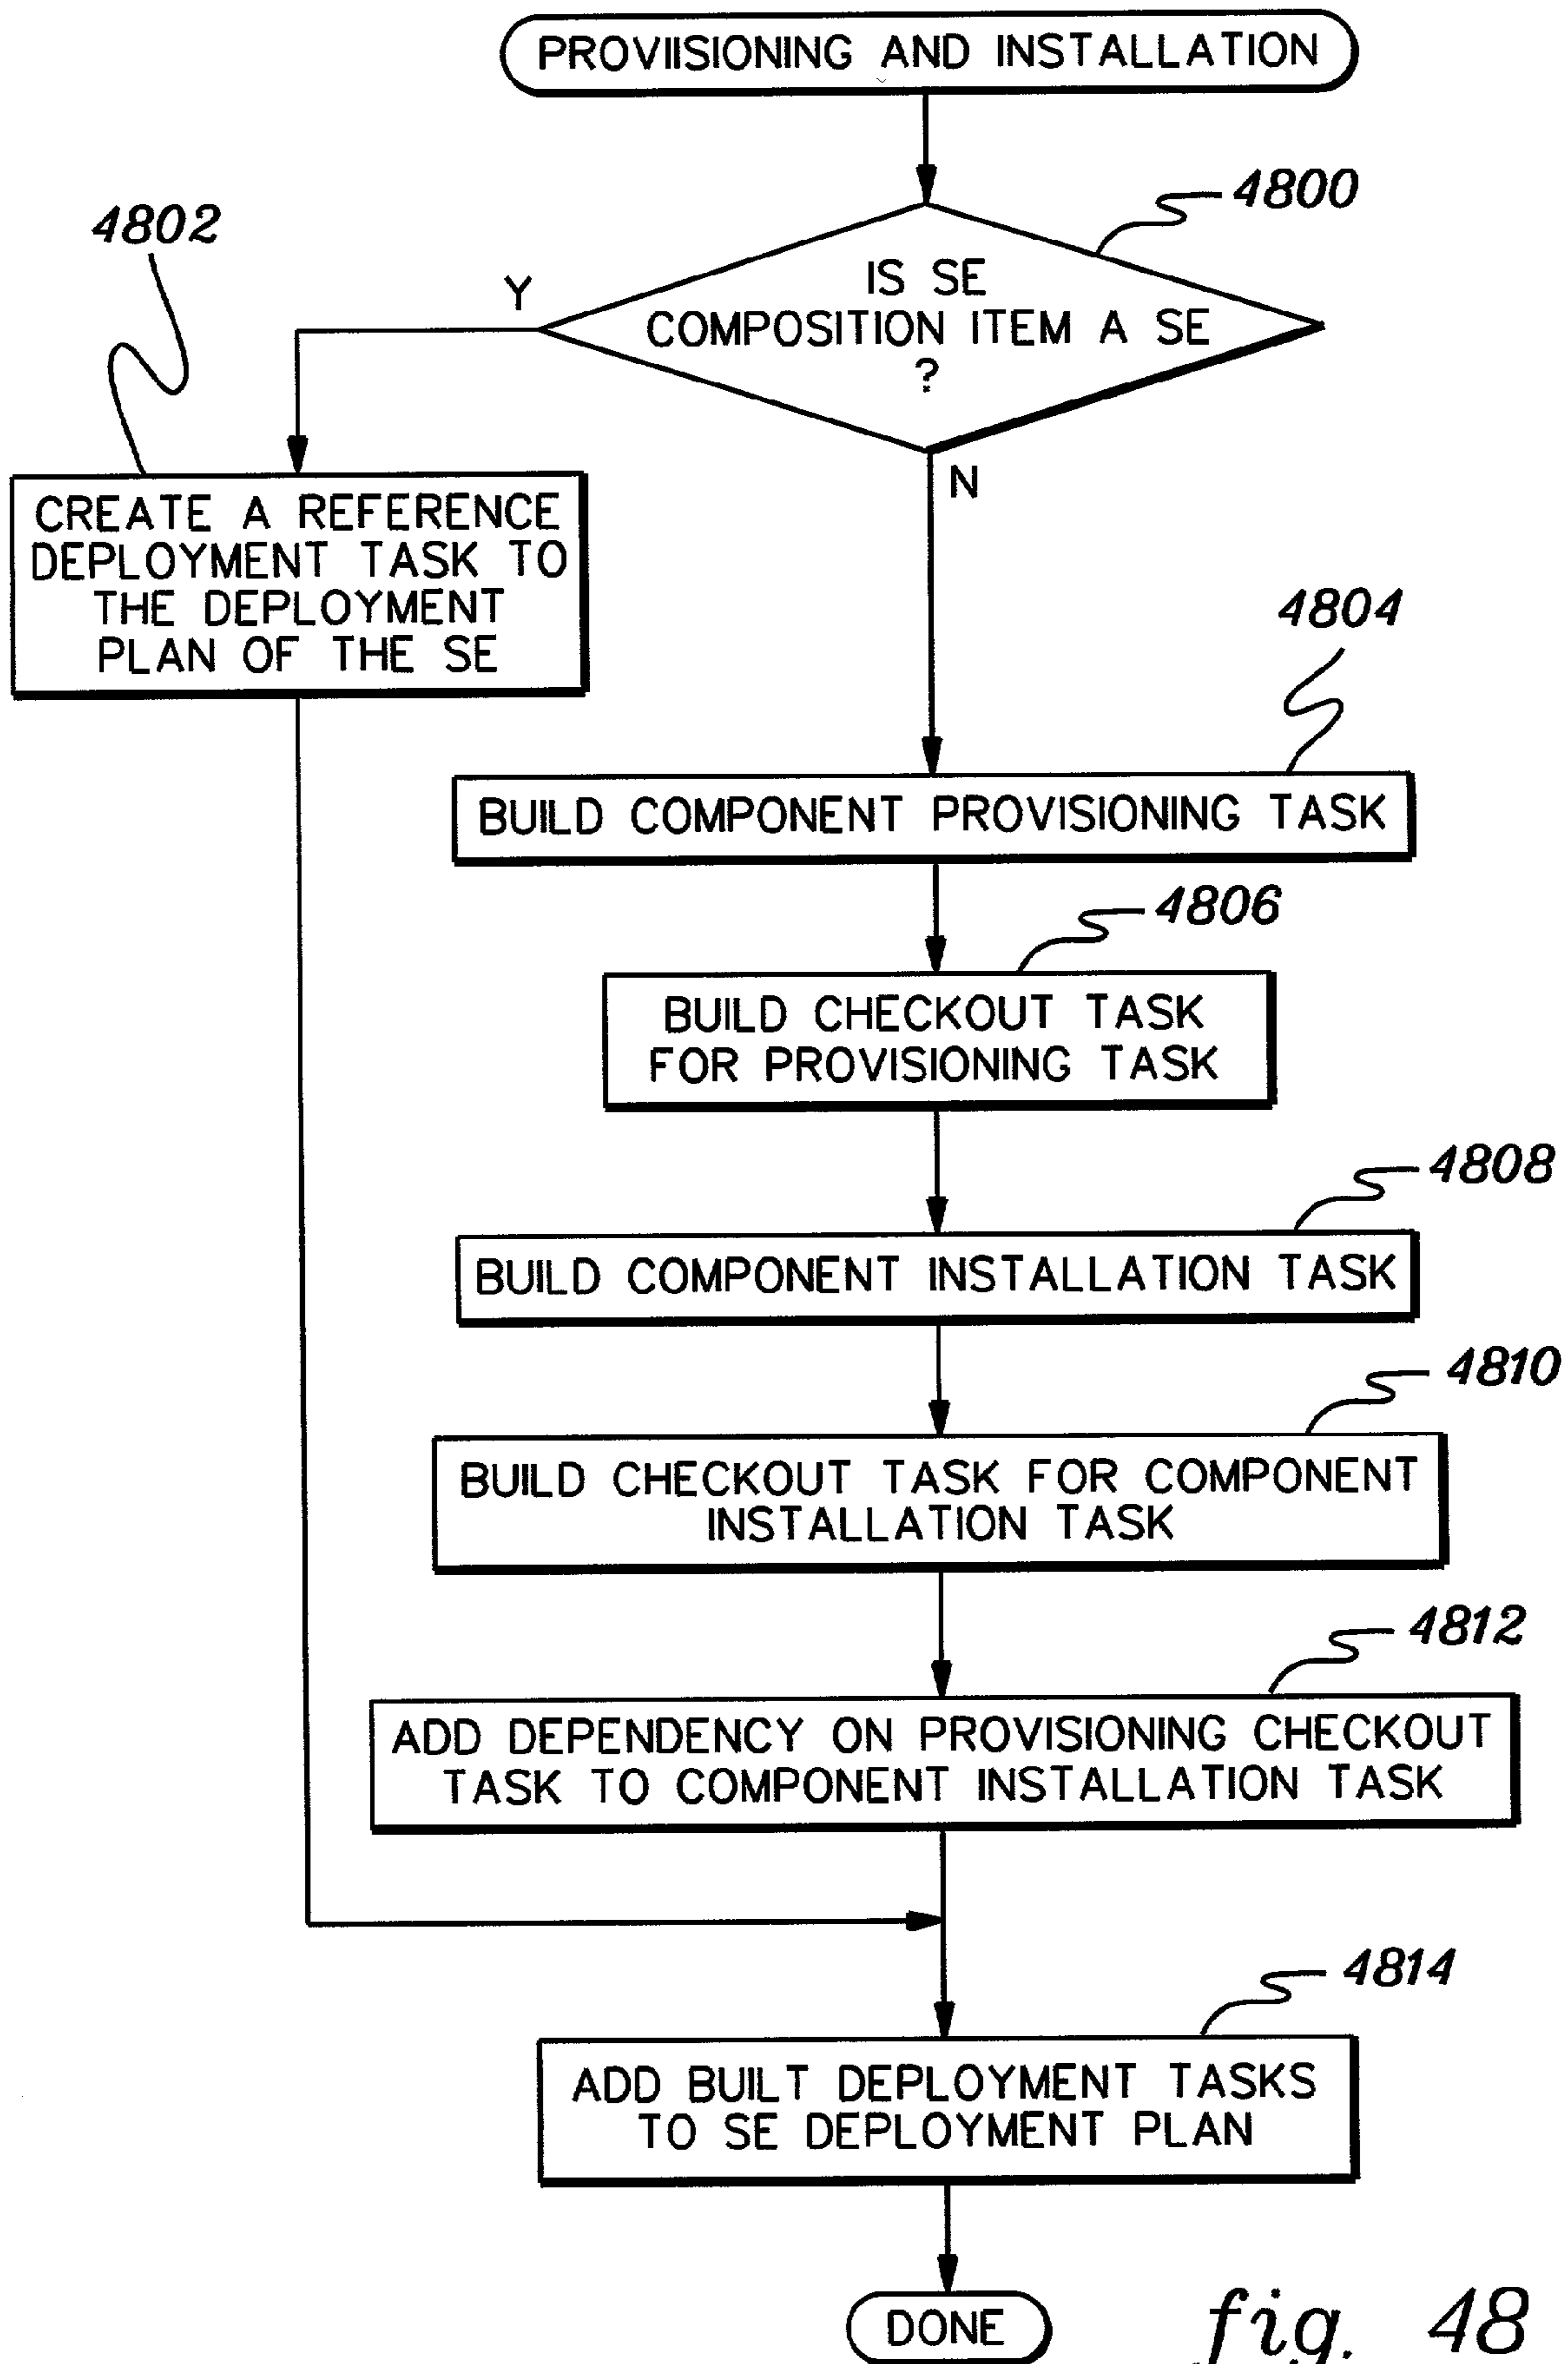 PROVIISIONING AND INSTALLATION
4800
4802
IS SE
COMPOSITION ITEM A SE
?
Y
N
CREATE A REFERENCE
DEPLOYMENT TASK TO
THE DEPLOYMENT
PLAN OF THE SE
4804
BUILD COMPONENT PROVISIONING TASK
4806
BUILD CHECKOUT TASK
FOR PROVISIONING TASK
4808
BUILD COMPONENT INSTALLATION TASK
4810
BUILD CHECKOUT TASK FOR COMPONENT
INSTALLATION TASK
4812
ADD DEPENDENCY ON PROVISIONING CHECKOUT
TASK TO COMPONENT INSTALLATION TASK
4814
ADD BUILT DEPLOYMENT TASKS
TO SE DEPLOYMENT PLAN
DONE
fig. 48